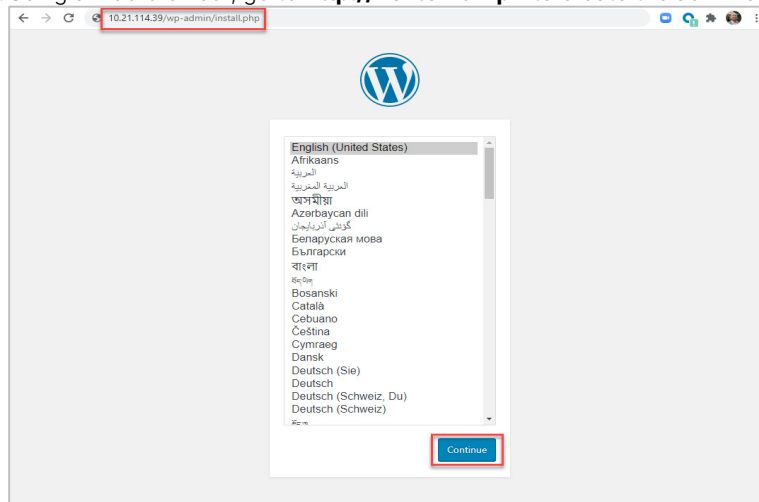 10.21.114.39/wp-admin/install.php
English (United States)
Afrikaans
العربية
العربية المغربية
অসমীয়া
Azərbaycan dili
گؤنئی آذربایجان
Беларуская мова
Български
বাংলা
བོད་ཡིག
Bosanski
Català
Cebuano
Čeština
Cymraeg
Dansk
Deutsch (Sie)
Deutsch
Deutsch (Schweiz, Du)
Deutsch (Schweiz)
Continue